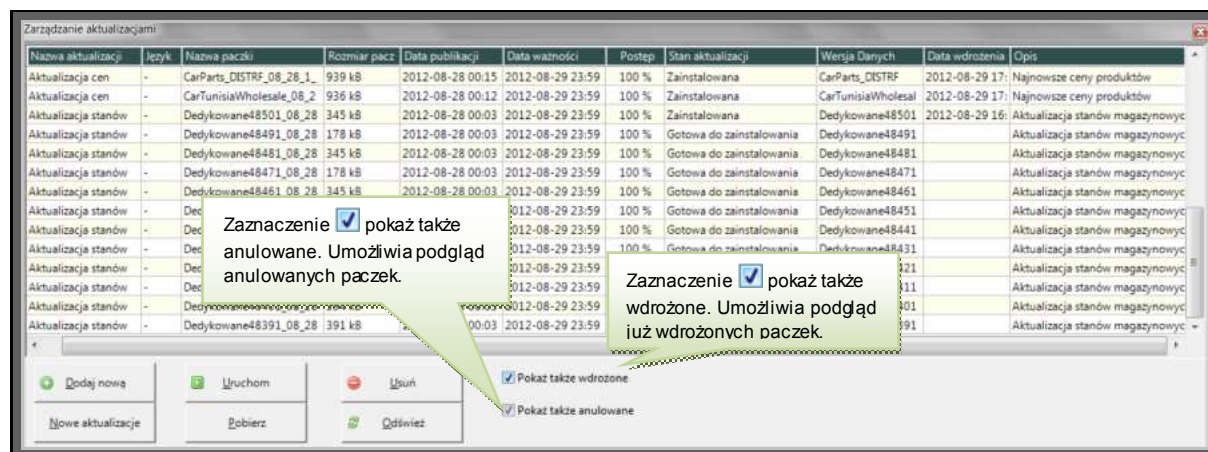 Zarządzanie aktualizacjami
Nazwa aktualizacji Język Nazwa paczki Rozmiar pacz Data publikacji Data ważności Postęp Stan aktualizacji Wersja Danych Data wdrożenia Opis
Aktualizacja cen - CarParts_DISTRF_08_28_1_ 939 kB 2012-08-28 00:15 2012-08-29 23:59 100 % Zainstalowana CarParts_DISTRF 2012-08-29 17: Najnowsze ceny produktów
Aktualizacja cen - CarTunisiaWholesale_08_2 936 kB 2012-08-28 00:12 2012-08-29 23:59 100 % Zainstalowana CarTunisiaWholesal 2012-08-29 17: Najnowsze ceny produktów
Aktualizacja stanów - Dedykowane48501_08_28 345 kB 2012-08-28 00:03 2012-08-29 23:59 100 % Zainstalowana Dedykowane48501 2012-08-29 16: Aktualizacja stanów magazynowyc
Aktualizacja stanów - Dedykowane48491_08_28 178 kB 2012-08-28 00:03 2012-08-29 23:59 100 % Gotowa do zainstalowania Dedykowane48491 Aktualizacja stanów magazynowyc
Aktualizacja stanów - Dedykowane48481_08_28 345 kB 2012-08-28 00:03 2012-08-29 23:59 100 % Gotowa do zainstalowania Dedykowane48481 Aktualizacja stanów magazynowyc
Aktualizacja stanów - Dedykowane48471_08_28 178 kB 2012-08-28 00:03 2012-08-29 23:59 100 % Gotowa do zainstalowania Dedykowane48471 Aktualizacja stanów magazynowyc
Aktualizacja stanów - Dedykowane48461_08_28 345 kB 2012-08-28 00:03 2012-08-29 23:59 100 % Gotowa do zainstalowania Dedykowane48461 Aktualizacja stanów magazynowyc
Aktualizacja stanów - Ded 012-08-29 23:59 100 % Gotowa do zainstalowania Dedykowane48451 Aktualizacja stanów magazynowyc
Aktualizacja stanów - Ded 012-08-29 23:59 100 % Gotowa do zainstalowania Dedykowane48441 Aktualizacja stanów magazynowyc
Aktualizacja stanów - Ded 012-08-29 23:59 100 % Gotowa do zainstalowania Dedykowane48431 Aktualizacja stanów magazynowyc
Aktualizacja stanów - Ded 012-08-29 23:59 421 Aktualizacja stanów magazynowyc
Aktualizacja stanów - Ded 012-08-29 23:59 411 Aktualizacja stanów magazynowyc
Aktualizacja stanów - 2012-08-29 23:59 401 Aktualizacja stanów magazynowyc
Aktualizacja stanów - Dedykowane48391_08_28 391 kB 00:03 2012-08-29 23:59 391 Aktualizacja stanów magazynowyc
Zaznaczenie pokaż także
anulowane. Umożliwia podgląd
anulowanych paczek.
Zaznaczenie pokaż także
wdrożone. Umożliwia podgląd
już wdrożonych paczek.
Dodaj nową Uruchom Usuń Pokaż także wdrożone
Nowe aktualizacje Pobierz Odśwież Pokaż także anulowane